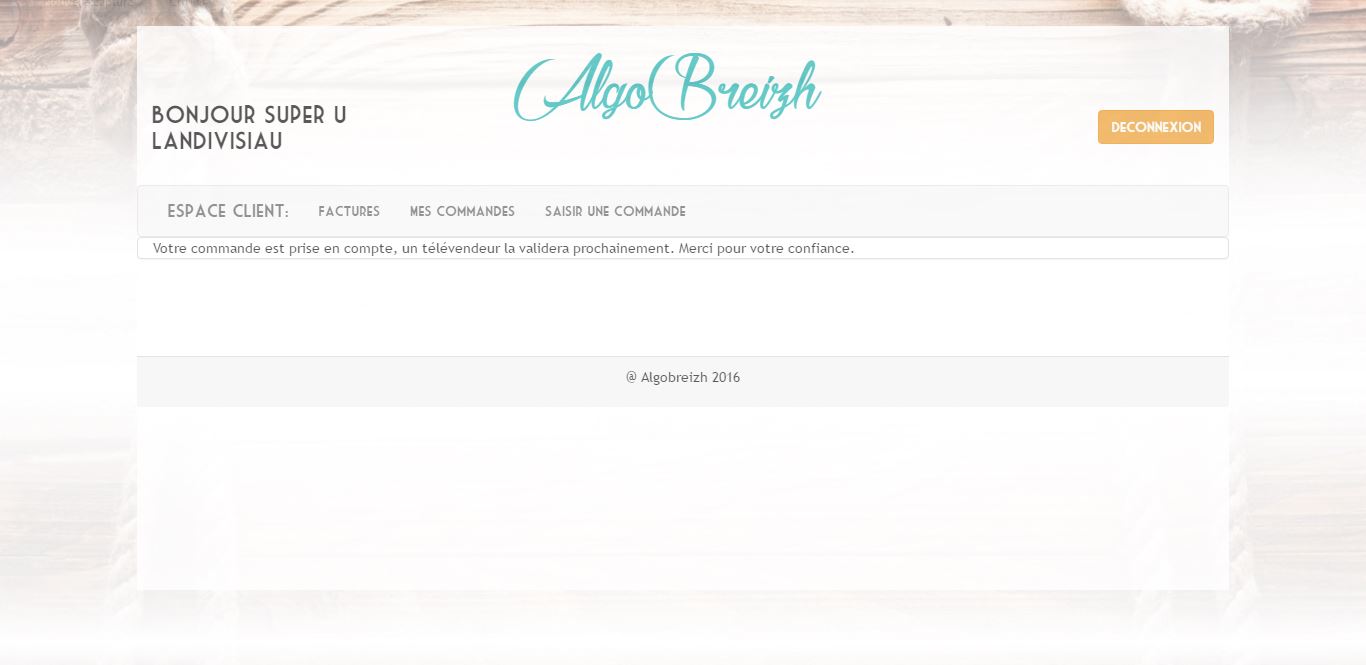 AlgoBreizh
BONJOUR SUPER U
LANDIVISIAU
DECONNEXION
ESPACE CLIENT: FACTURES MES COMMANDES SAISIR UNE COMMANDE
Votre commande est prise en compte, un télévendeur la validera prochainement. Merci pour votre confiance.
@ Algobreizh 2016